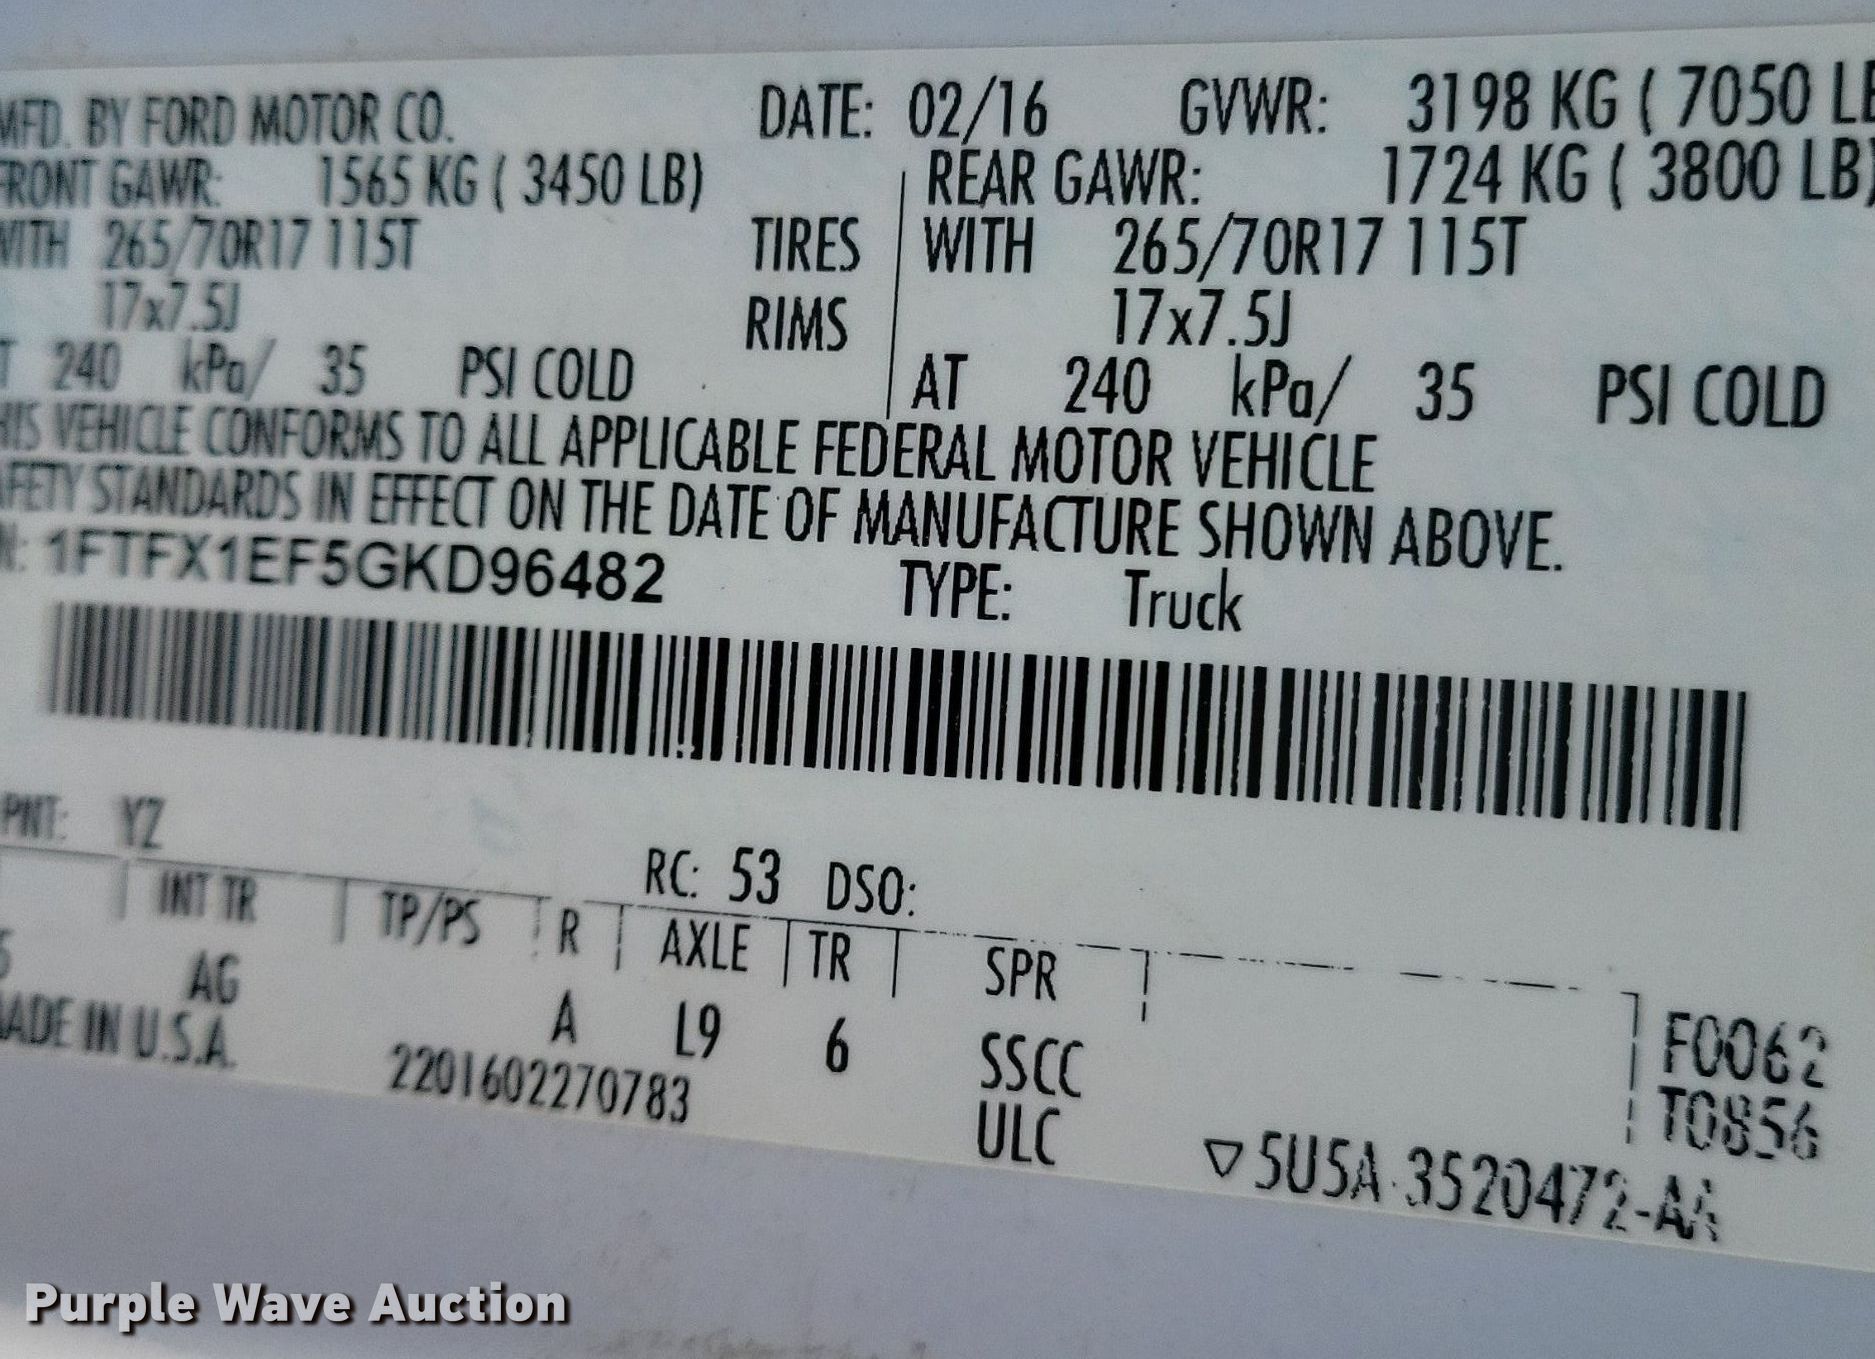 MFD. BY FORD MOTOR CO. DATE: 02/16 GVWR: 3198 KG ( 7050 LB
FRONT GAWR: 1565 KG ( 3450 LB) REAR GAWR: 1724 KG ( 3800 LB)
WITH 265/70R17 115T TIRES WITH 265/70R17 115T
17x7.5J RIMS 17x7.5J
T 240 kPa/ 35 PSI COLD AT 240 kPa/ 35 PSI COLD
HIS VEHICLE CONFORMS TO ALL APPLICABLE FEDERAL MOTOR VEHICLE
AFETY STANDARDS IN EFFECT ON THE DATE OF MANUFACTURE SHOWN ABOVE.
N: 1FTFX1EF5GKD96482 TYPE: Truck
PNT: YZ
RC: 53 DSO:
INT TR TP/PS R AXLE TR SPR
5 AG A L9 6 SSCC F0062
MADE IN U.S.A. 2201602270783 ULC T0856
▽5U5A-3520472-AA
Purple Wave Auction